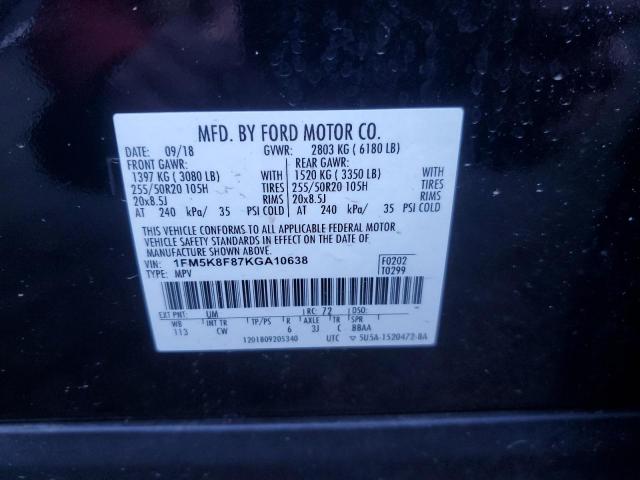 MFD. BY FORD MOTOR CO.
DATE: 09/18 GVWR: 2803 KG ( 6180 LB)
FRONT GAWR: REAR GAWR:
1397 KG ( 3080 LB) 1520 KG ( 3350 LB)
255/50R20 105H TIRES 255/50R20 105H TIRES
20x8.5J RIMS 20x8.5J RIMS
AT 240 kPa/ 35 PSI COLD AT 240 kPa/ 35 PSI COLD
THIS VEHICLE CONFORMS TO ALL APPLICABLE FEDERAL MOTOR
VEHICLE SAFETY STANDARDS IN EFFECT ON THE DATE OF
MANUFACTURE SHOWN ABOVE.
VIN: 1FM5K8F87KGA10638 F0202
TYPE: MPV T0299
EXT PNT: UM RC: 72 DSO:
WB INT TR TP/PS R AXLE TR SPR
113 CW 6 3J C BBAA
1201809205340 UTC ▽ 5U5A-1520472-BA